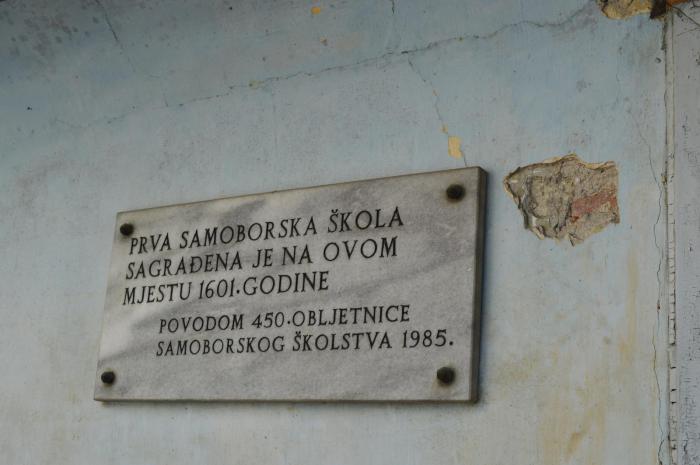 PRVA SAMOBORSKA ŠKOLA
SAGRAĐENA JE NA OVOM
MJESTU 1601. GODINE
POVODOM 450. OBLJETNICE
SAMOBORSKOG ŠKOLSTVA 1985.